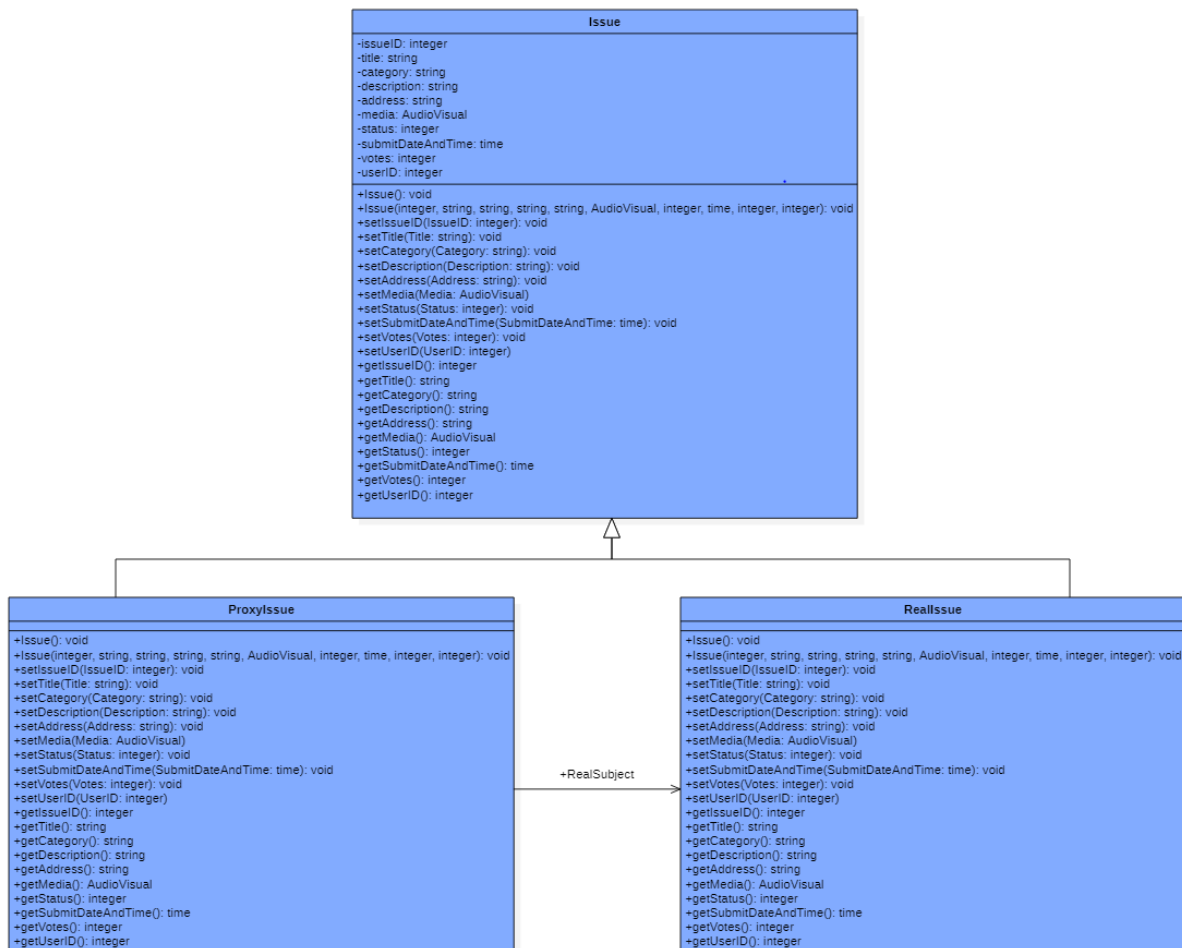 Issue
-issueID: integer
-title: string
-category: string
-description: string
-address: string
-media: AudioVisual
-status: integer
-submitDateAndTime: time
-votes: integer
-userID: integer
+Issue(): void
+Issue(integer, string, string, string, string, AudioVisual, integer, time, integer, integer): void
+setIssueID(IssueID: integer): void
+setTitle(Title: string): void
+setCategory(Category: string): void
+setDescription(Description: string): void
+setAddress(Address: string): void
+setMedia(Media: AudioVisual)
+setStatus(Status: integer): void
+setSubmitDateAndTime(SubmitDateAndTime: time): void
+setVotes(Votes: integer): void
+setUserID(UserID: integer)
+getIssueID(): integer
+getTitle(): string
+getCategory(): string
+getDescription(): string
+getAddress(): string
+getMedia(): AudioVisual
+getStatus(): integer
+getSubmitDateAndTime(): time
+getVotes(): integer
+getUserID(): integer
ProxyIssue
+Issue(): void
+Issue(integer, string, string, string, string, AudioVisual, integer, time, integer, integer): void
+setIssueID(IssueID: integer): void
+setTitle(Title: string): void
+setCategory(Category: string): void
+setDescription(Description: string): void
+setAddress(Address: string): void
+setMedia(Media: AudioVisual)
+setStatus(Status: integer): void
+setSubmitDateAndTime(SubmitDateAndTime: time): void
+setVotes(Votes: integer): void
+setUserID(UserID: integer)
+getIssueID(): integer
+getTitle(): string
+getCategory(): string
+getDescription(): string
+getAddress(): string
+getMedia(): AudioVisual
+getStatus(): integer
+getSubmitDateAndTime(): time
+getVotes(): integer
+getUserID(): integer
+RealSubject
RealIssue
+Issue(): void
+Issue(integer, string, string, string, string, AudioVisual, integer, time, integer, integer): void
+setIssueID(IssueID: integer): void
+setTitle(Title: string): void
+setCategory(Category: string): void
+setDescription(Description: string): void
+setAddress(Address: string): void
+setMedia(Media: AudioVisual)
+setStatus(Status: integer): void
+setSubmitDateAndTime(SubmitDateAndTime: time): void
+setVotes(Votes: integer): void
+setUserID(UserID: integer)
+getIssueID(): integer
+getTitle(): string
+getCategory(): string
+getDescription(): string
+getAddress(): string
+getMedia(): AudioVisual
+getStatus(): integer
+getSubmitDateAndTime(): time
+getVotes(): integer
+getUserID(): integer